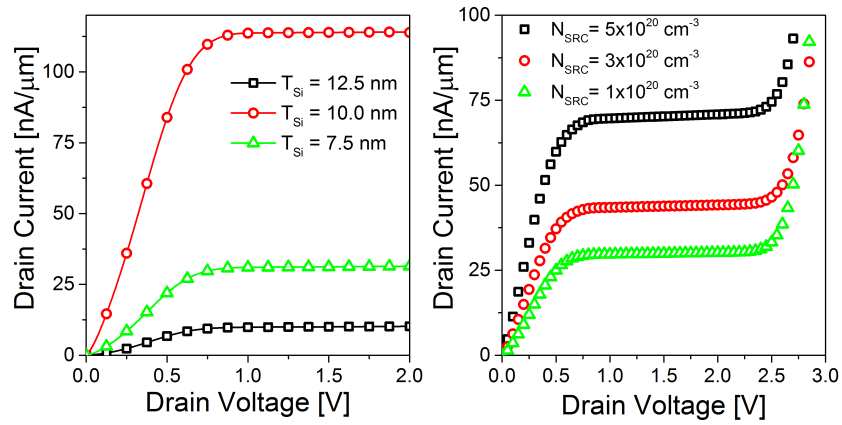 Drain Current [nA/μm]
100
75
50
25
0
0.0 0.5 1.0 1.5 2.0
Drain Voltage [V]
T_Si = 12.5 nm
T_Si = 10.0 nm
T_Si = 7.5 nm
Drain Current [nA/μm]
100
75
50
25
0
0.0 0.5 1.0 1.5 2.0 2.5 3.0
Drain Voltage [V]
N_SRC = 5x10^20 cm^-3
N_SRC = 3x10^20 cm^-3
N_SRC = 1x10^20 cm^-3